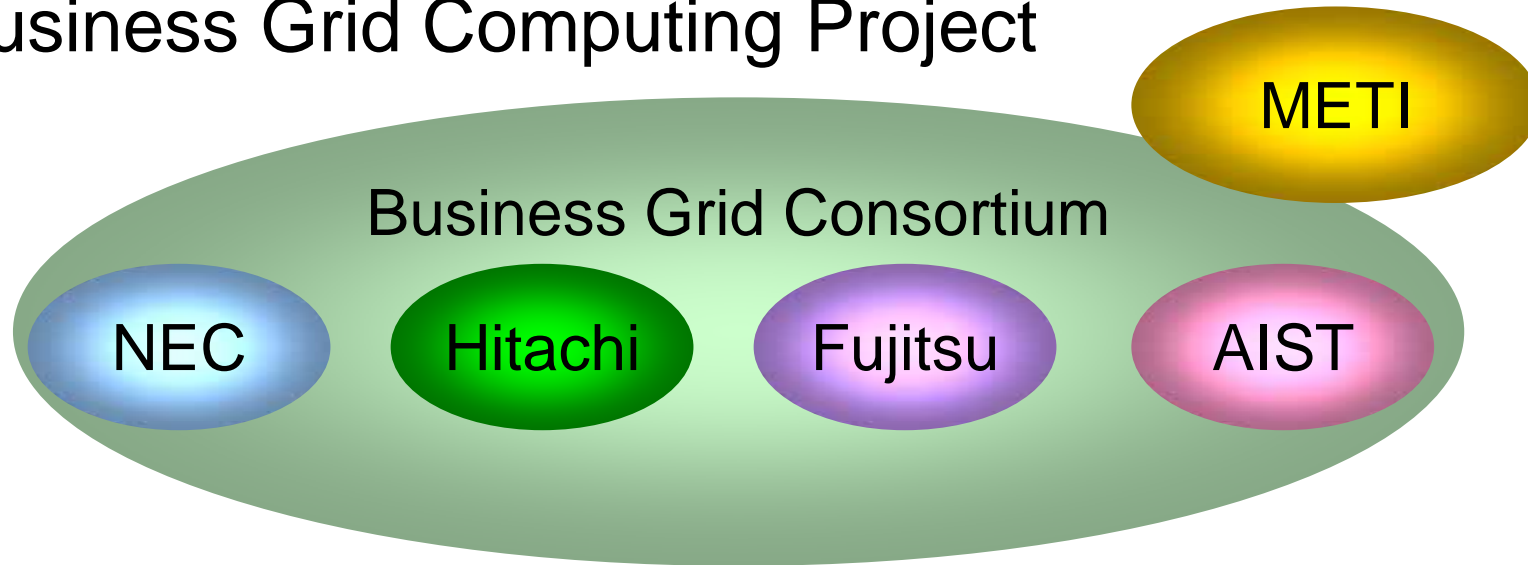 usiness Grid Computing Project
METI
Business Grid Consortium
NEC Hitachi Fujitsu AIST